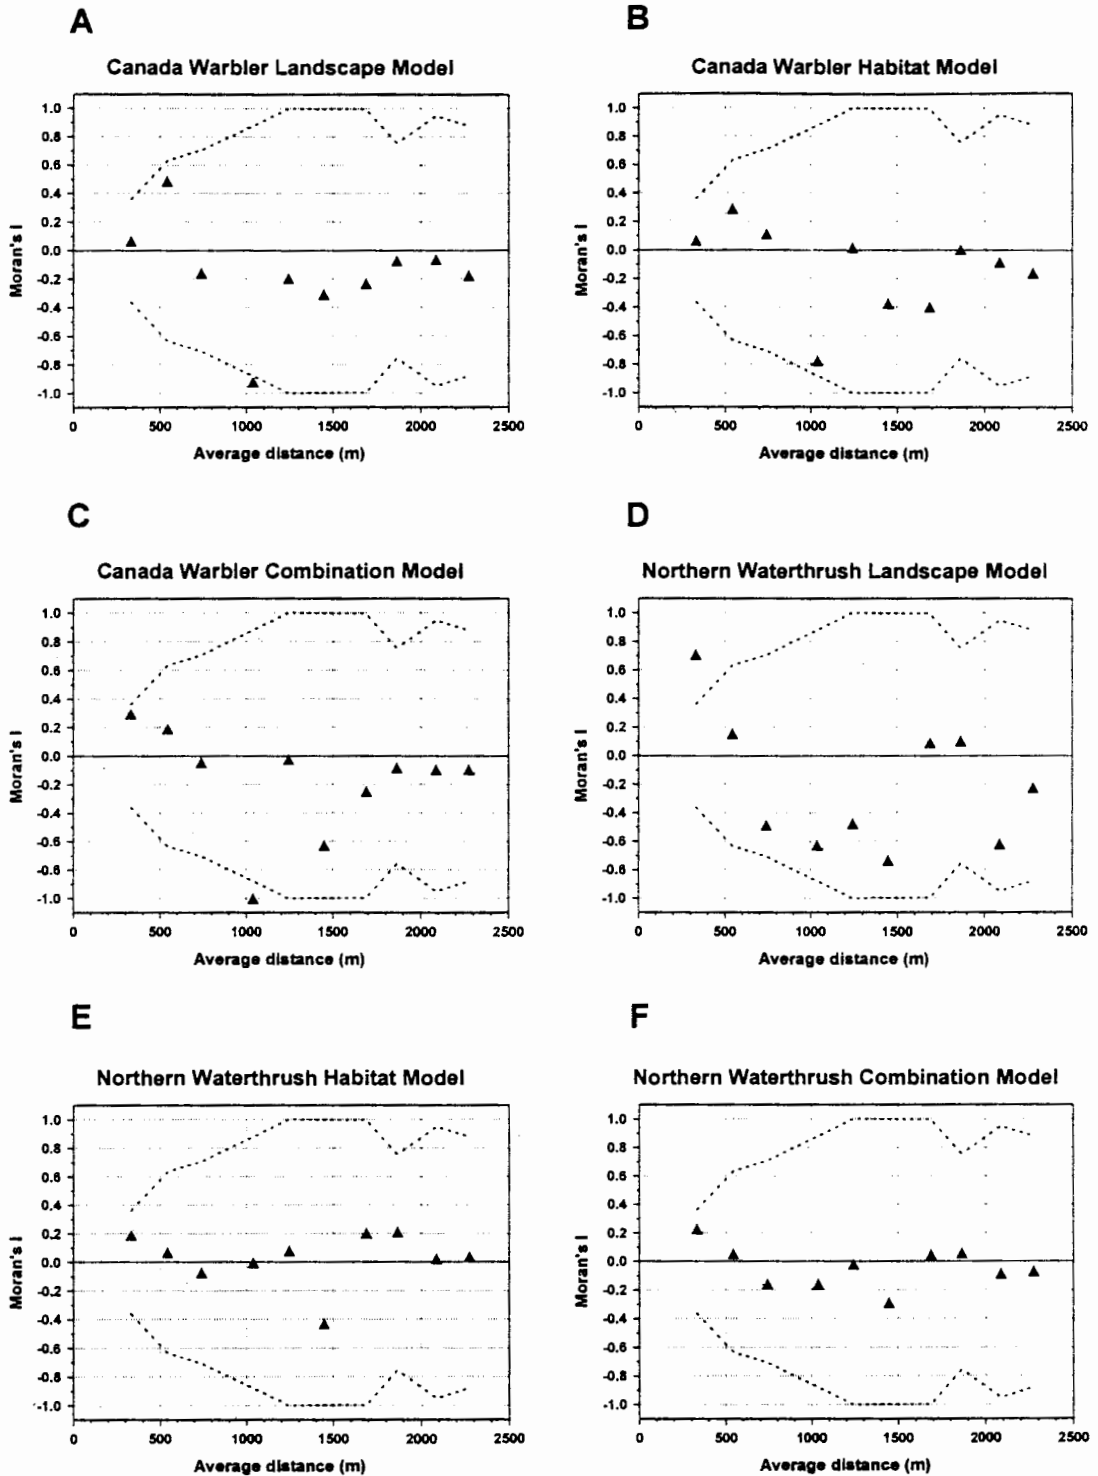 A
Canada Warbler Landscape Model
Moran's I
1.0
0.8
0.6
0.4
0.2
0.0
-0.2
-0.4
-0.6
-0.8
-1.0
0 500 1000 1500 2000 2500
Average distance (m)
B
Canada Warbler Habitat Model
Moran's I
1.0
0.8
0.6
0.4
0.2
0.0
-0.2
-0.4
-0.6
-0.8
-1.0
0 500 1000 1500 2000 2500
Average distance (m)
C
Canada Warbler Combination Model
Moran's I
1.0
0.8
0.6
0.4
0.2
0.0
-0.2
-0.4
-0.6
-0.8
-1.0
0 500 1000 1500 2000 2500
Average distance (m)
D
Northern Waterthrush Landscape Model
Moran's I
1.0
0.8
0.6
0.4
0.2
0.0
-0.2
-0.4
-0.6
-0.8
-1.0
0 500 1000 1500 2000 2500
Average distance (m)
E
Northern Waterthrush Habitat Model
Moran's I
1.0
0.8
0.6
0.4
0.2
0.0
-0.2
-0.4
-0.6
-0.8
-1.0
0 500 1000 1500 2000 2500
Average distance (m)
F
Northern Waterthrush Combination Model
Moran's I
1.0
0.8
0.6
0.4
0.2
0.0
-0.2
-0.4
-0.6
-0.8
-1.0
0 500 1000 1500 2000 2500
Average distance (m)